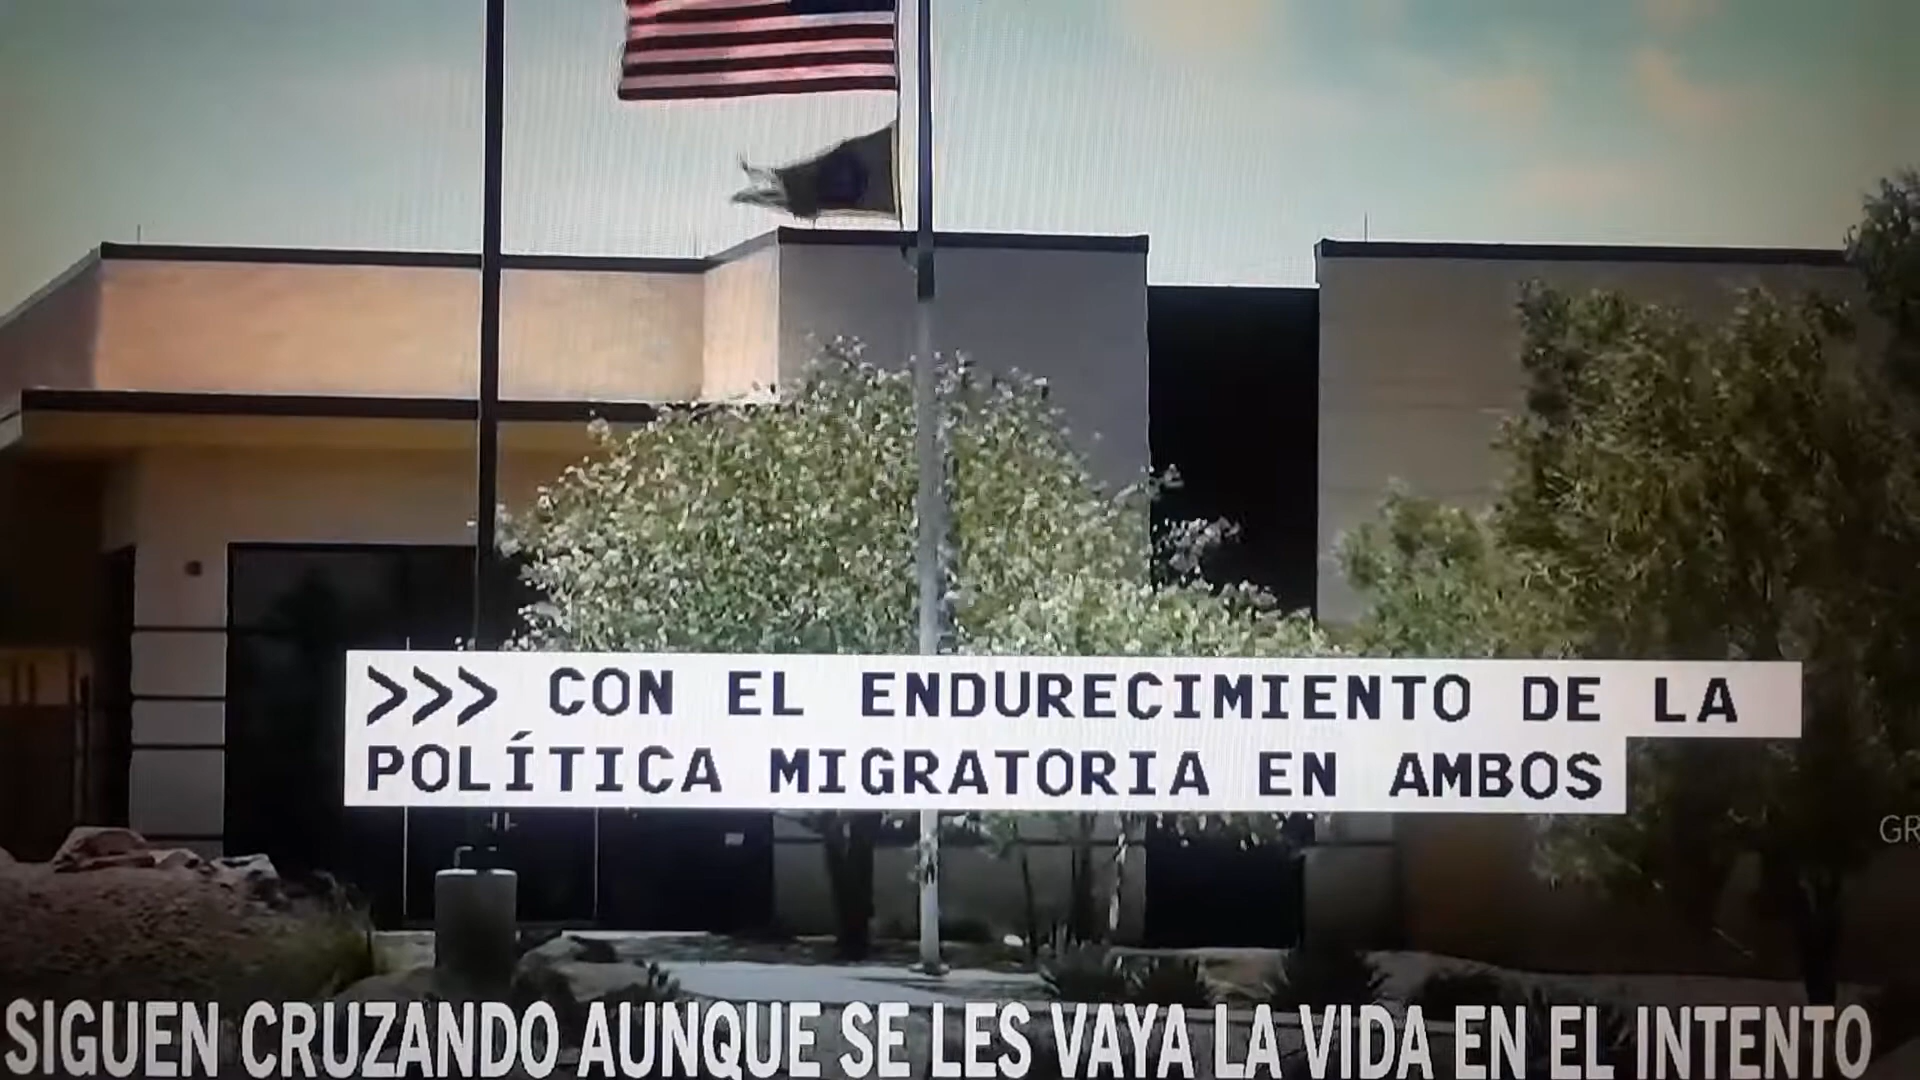 >>> CON EL ENDURECIMIENTO DE LA
POLÍTICA MIGRATORIA EN AMBOS
GR
SIGUEN CRUZANDO AUNQUE SE LES VAYA LA VIDA EN EL INTENTO